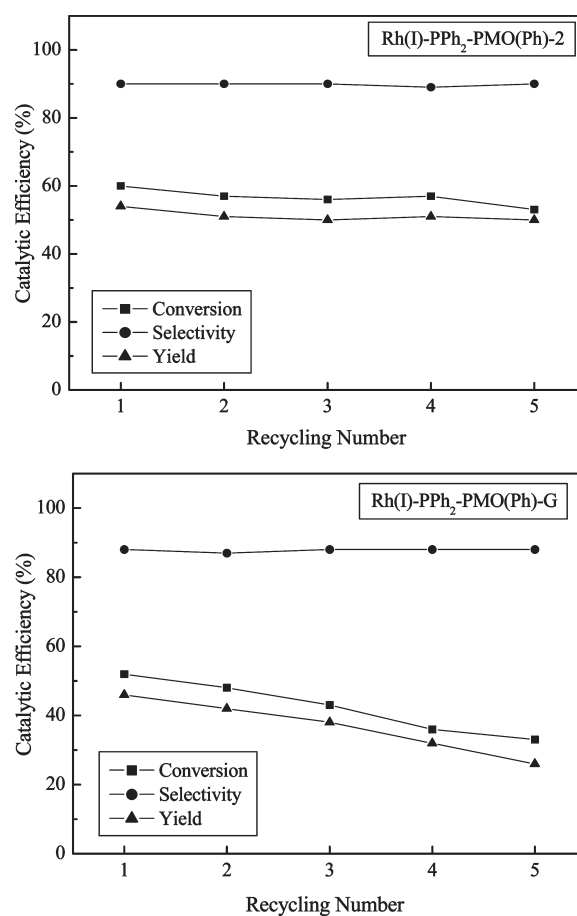 Rh(I)-PPh₂-PMO(Ph)-2
100
80
60
40
20
0
Catalytic Efficiency (%)
Conversion
Selectivity
Yield
1 2 3 4 5
Recycling Number
Rh(I)-PPh₂-PMO(Ph)-G
100
80
60
40
20
0
Catalytic Efficiency (%)
Conversion
Selectivity
Yield
1 2 3 4 5
Recycling Number